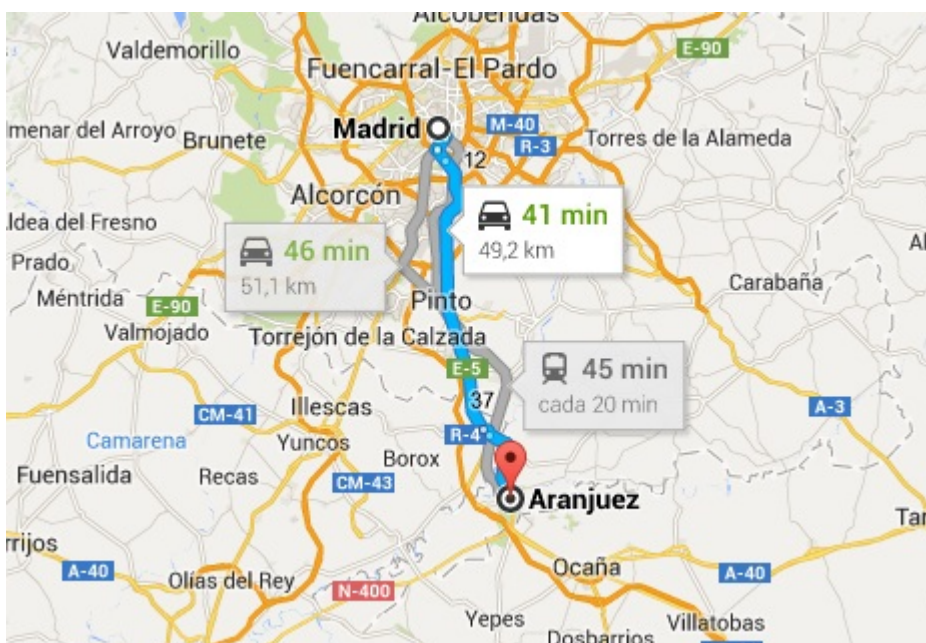 Alcobendas
Valdemorillo
E-90
Fuencarral-El Pardo
Madrid
M-40
R-3
menar del Arroyo
Brunete
Torres de la Alameda
12
Alcorcón
41 min
49,2 km
ldea del Fresno
46 min
51,1 km
Prado
Méntrida
Carabaña
Al
Pinto
E-90
Valmojado
Torrejón de la Calzada
E-5
45 min
cada 20 min
37
Illescas
CM-41
A-3
Camarena
Yuncos
R-4
Borox
Fuensalida
Recas
CM-43
Aranjuez
Tar
rrijos
A-40
Olías del Rey
Ocaña
A-40
N-400
Yepes
Villatobas
Dosbarrios